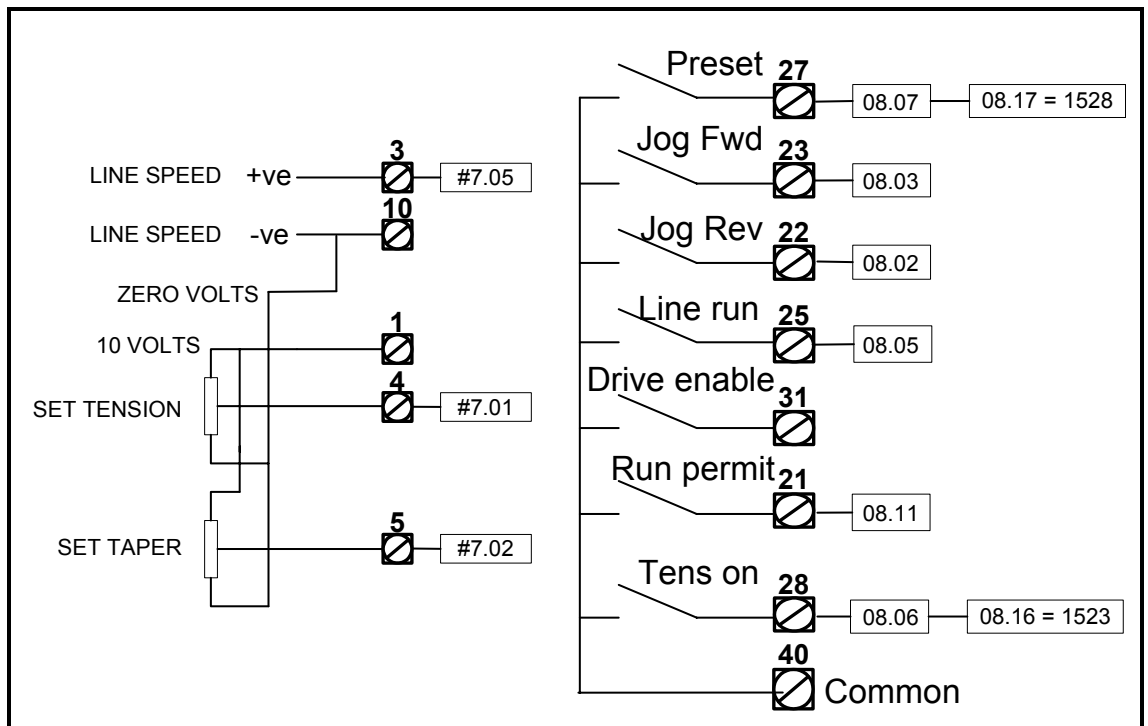 LINE SPEED +ve 3 #7.05
LINE SPEED -ve 10
ZERO VOLTS
10 VOLTS 1
SET TENSION 4 #7.01
SET TAPER 5 #7.02
Preset 27 08.07 08.17 = 1528
Jog Fwd 23 08.03
Jog Rev 22 08.02
Line run 25 08.05
Drive enable 31
Run permit 21 08.11
Tens on 28 08.06 08.16 = 1523
40 Common